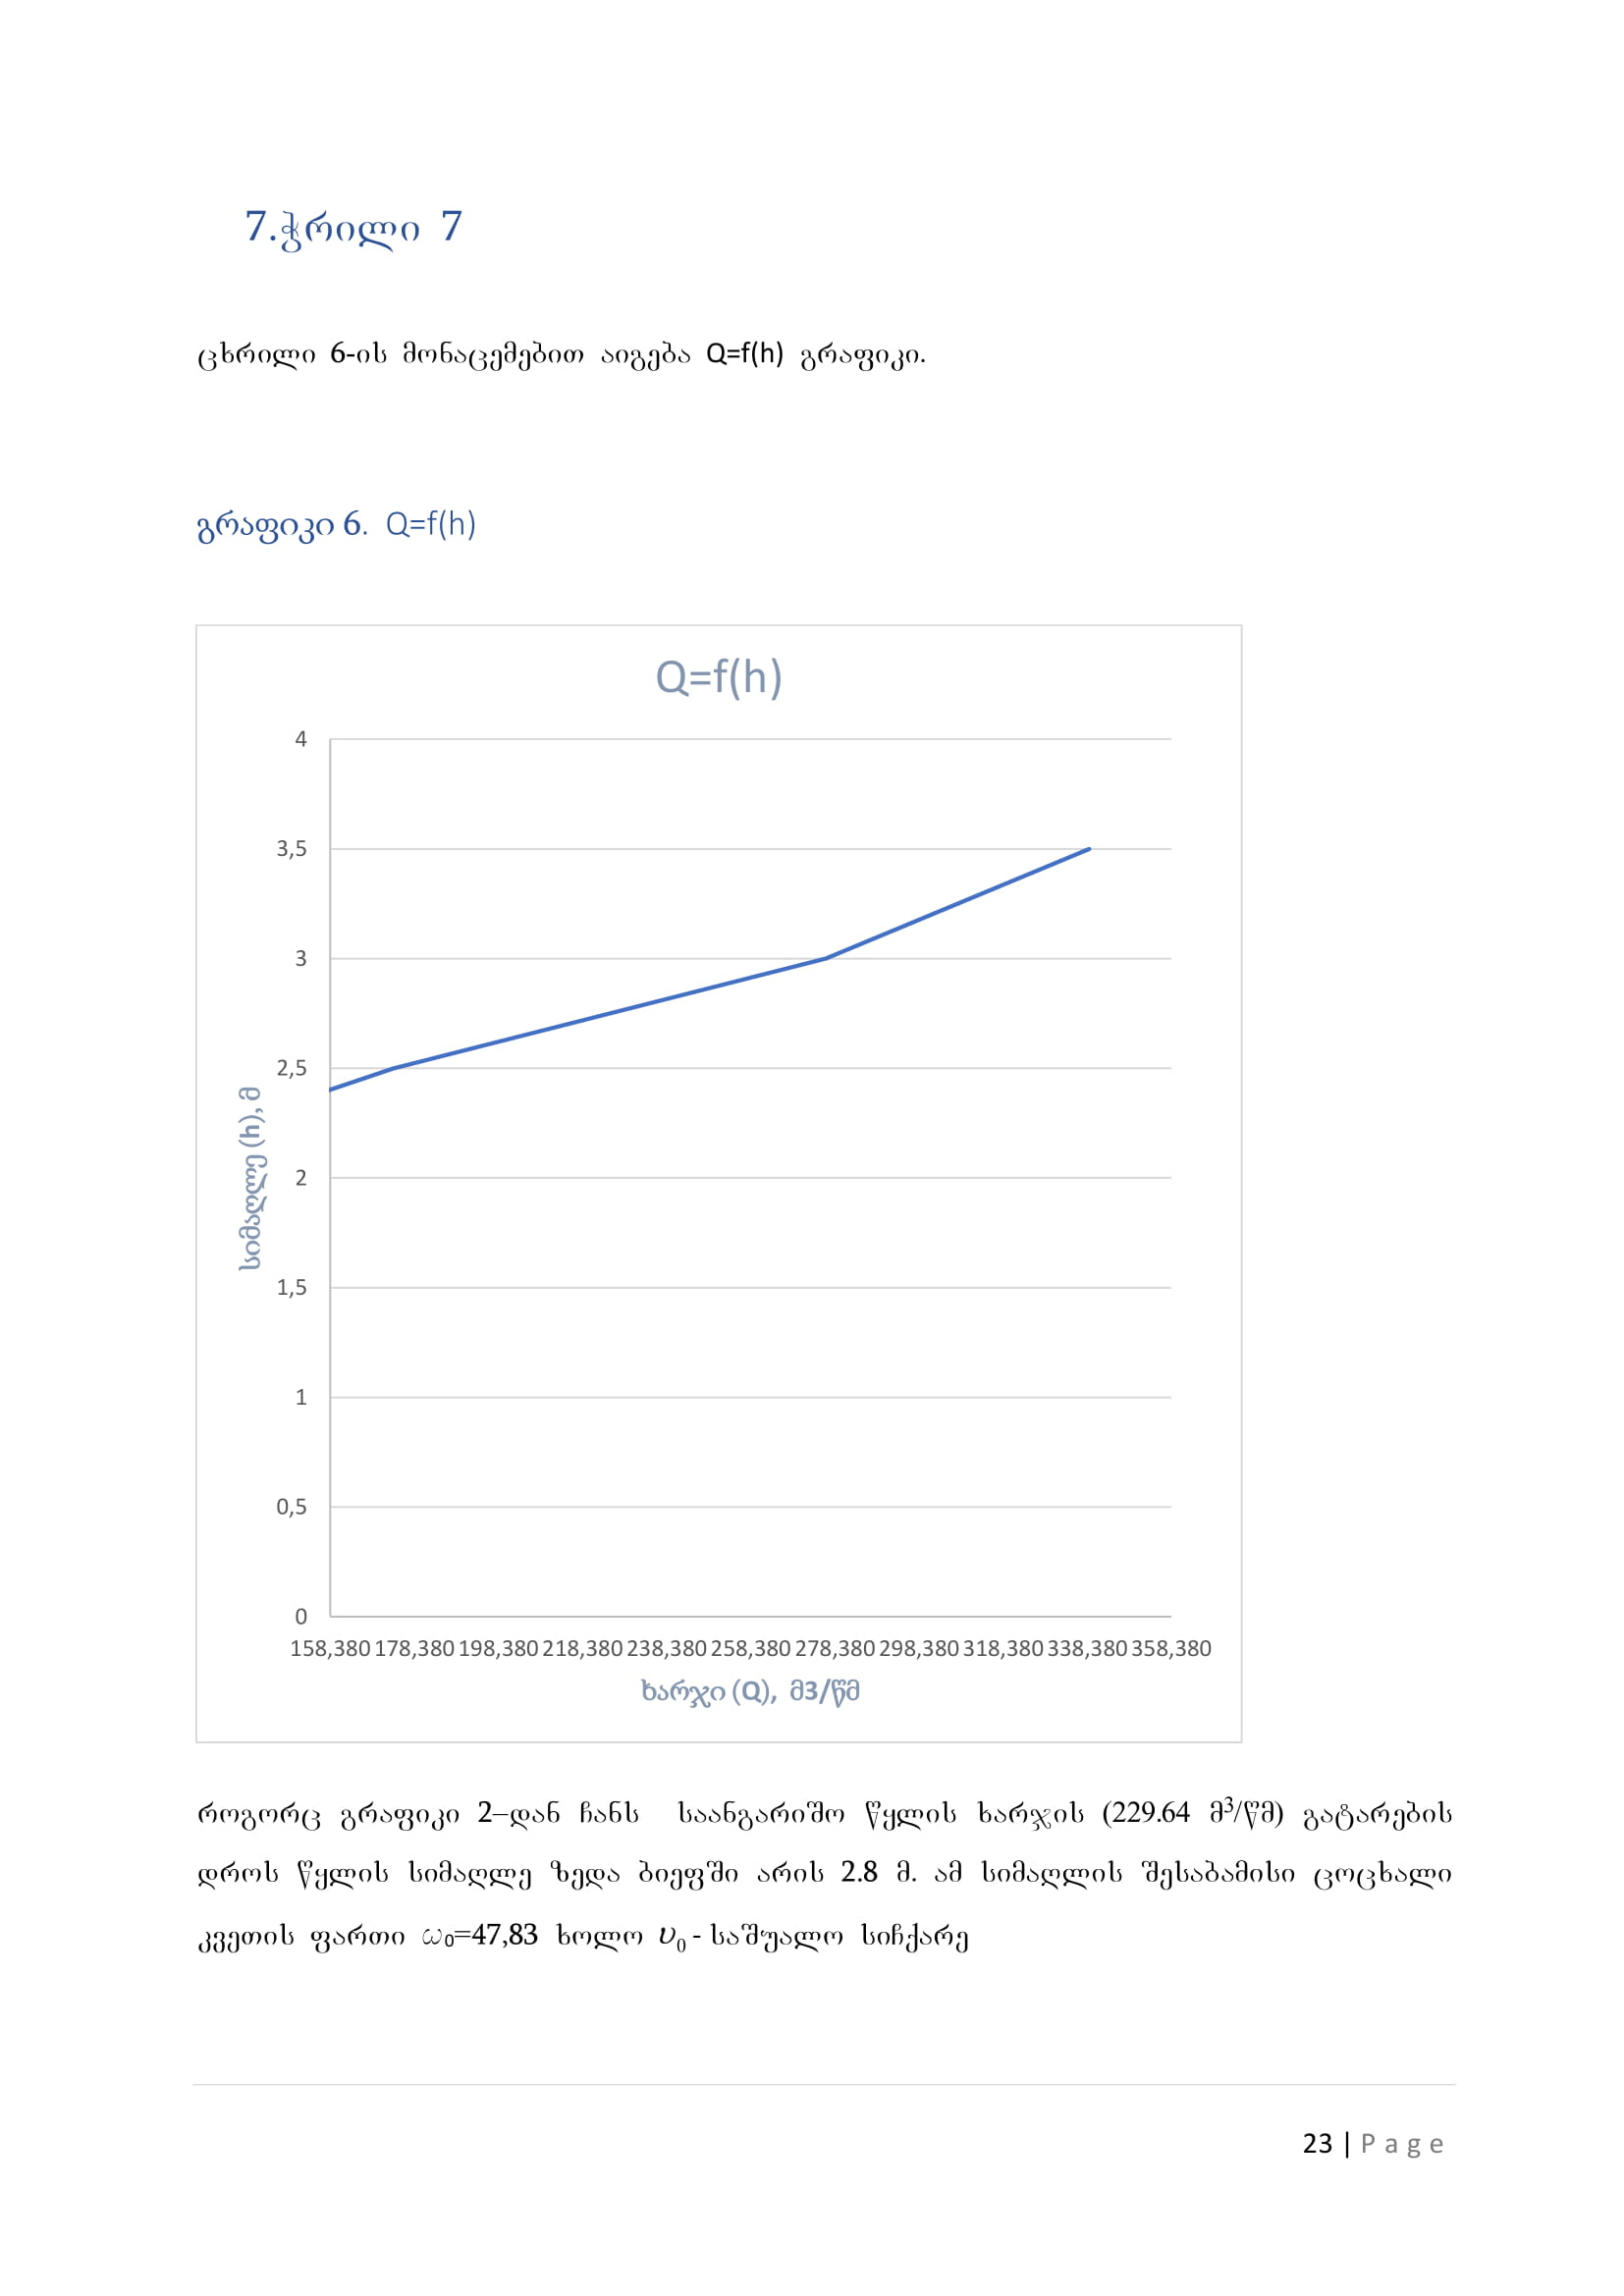 7.ჭრილი 7
ცხრილი 6-ის მონაცემებით აიგება Q=f(h) გრაფიკი.
გრაფიკი 6. Q=f(h)
Q=f(h)
4
3,5
3
2,5
2
1,5
1
0,5
0
სიმაღლე (h), მ
158,380 178,380 198,380 218,380 238,380 258,380 278,380 298,380 318,380 338,380 358,380
ხარჯი (Q), მ3/წმ
როგორც გრაფიკი 2–დან ჩანს საანგარიშო წყლის ხარჯის (229.64 მ³/წმ) გატარების
დროს წყლის სიმაღლე ზედა ბიეფში არის 2.8 მ. ამ სიმაღლის შესაბამისი ცოცხალი
კვეთის ფართი ω₀=47,83 ხოლო υ₀ - საშუალო სიჩქარე
23 | Page